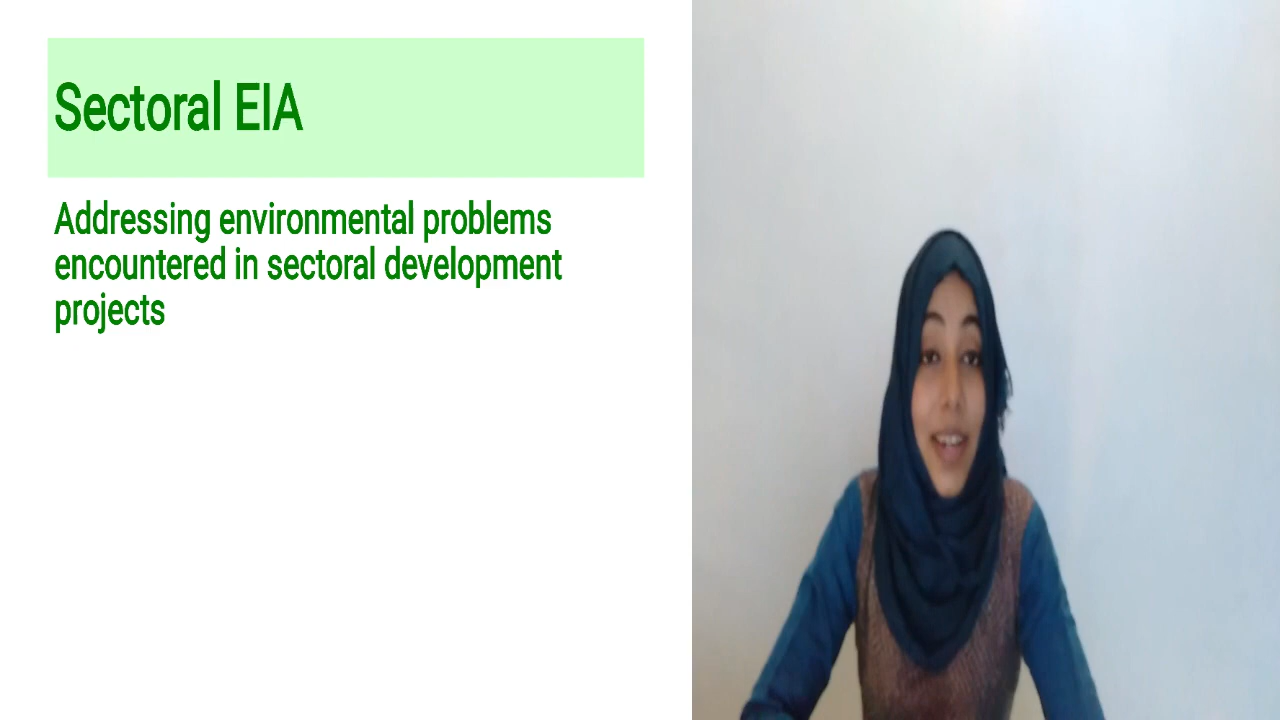 Sectoral EIA
Addressing environmental problems
encountered in sectoral development
projects